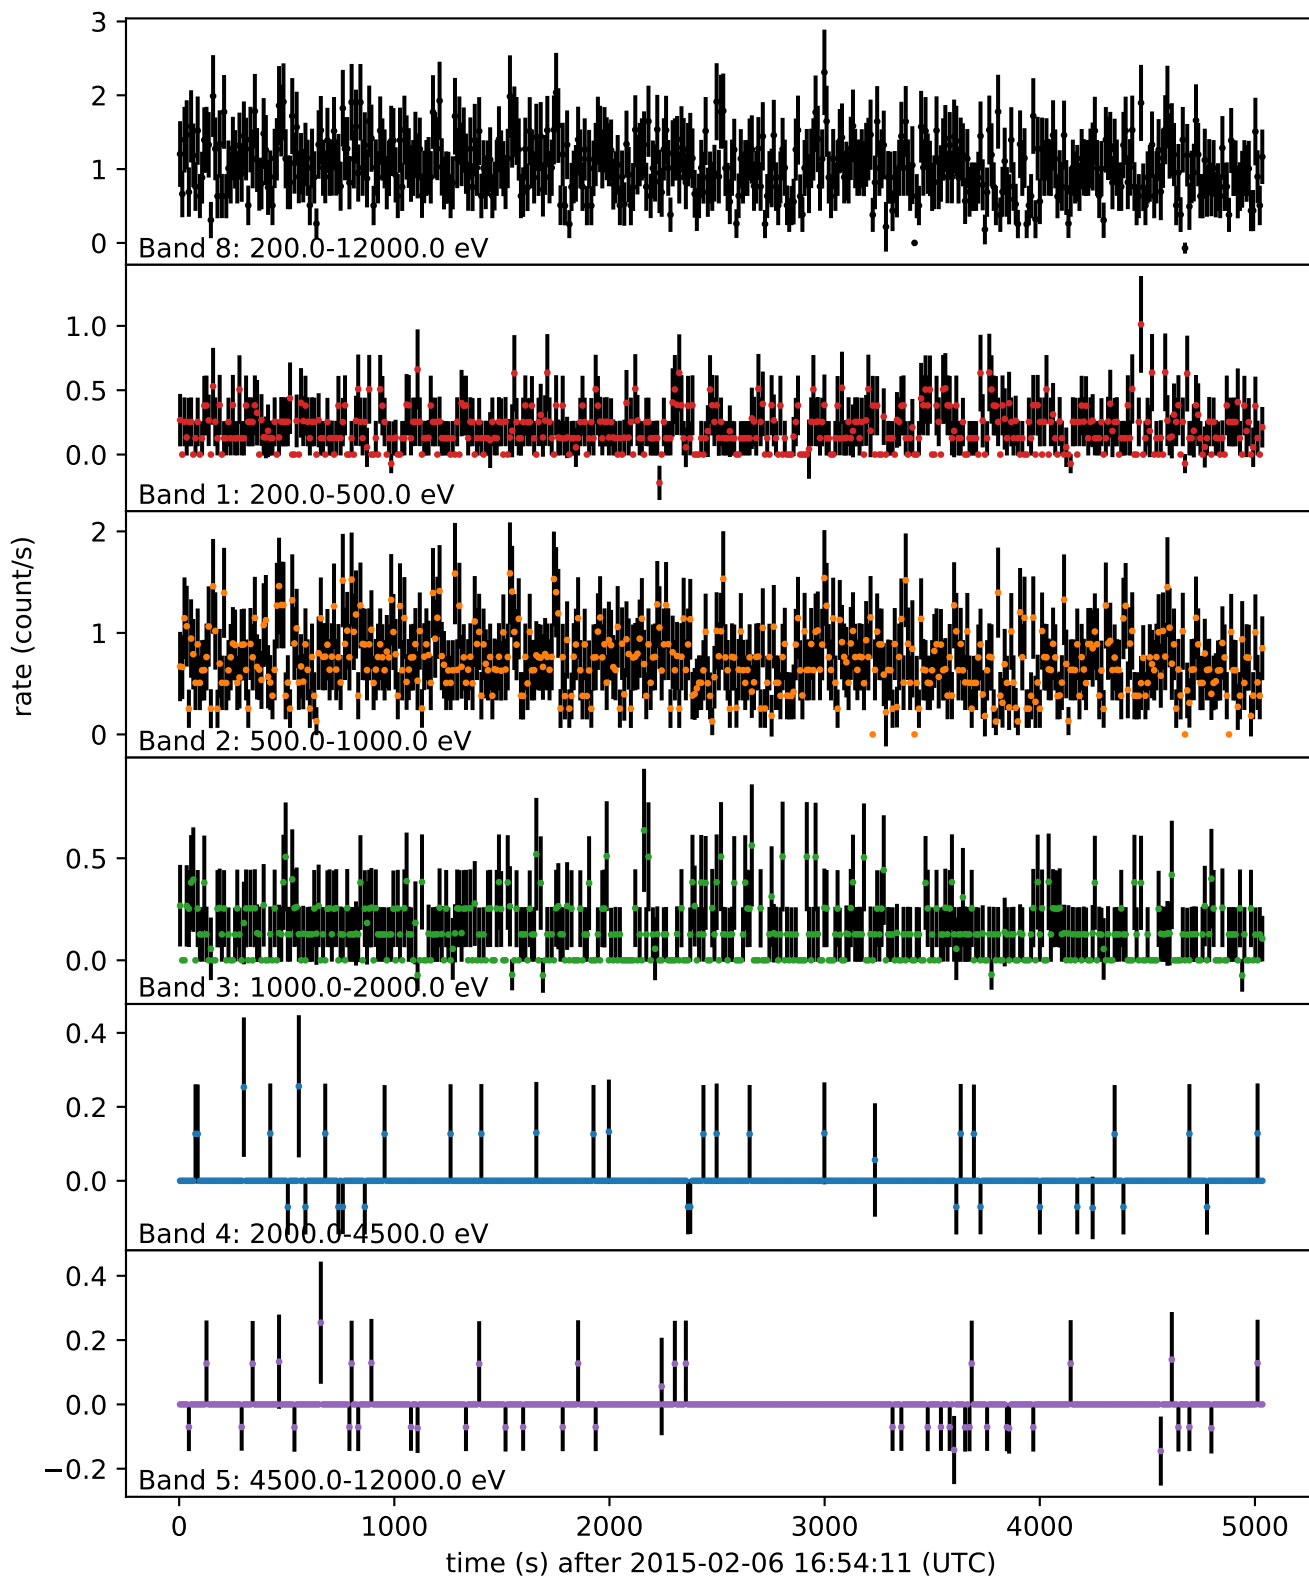 3
2
1
0
Band 8: 200.0-12000.0 eV
1.0
0.5
0.0
Band 1: 200.0-500.0 eV
2
1
0
Band 2: 500.0-1000.0 eV
rate (count/s)
0.5
0.0
Band 3: 1000.0-2000.0 eV
0.4
0.2
0.0
Band 4: 2000.0-4500.0 eV
0.4
0.2
0.0
−0.2
Band 5: 4500.0-12000.0 eV
0 1000 2000 3000 4000 5000
time (s) after 2015-02-06 16:54:11 (UTC)